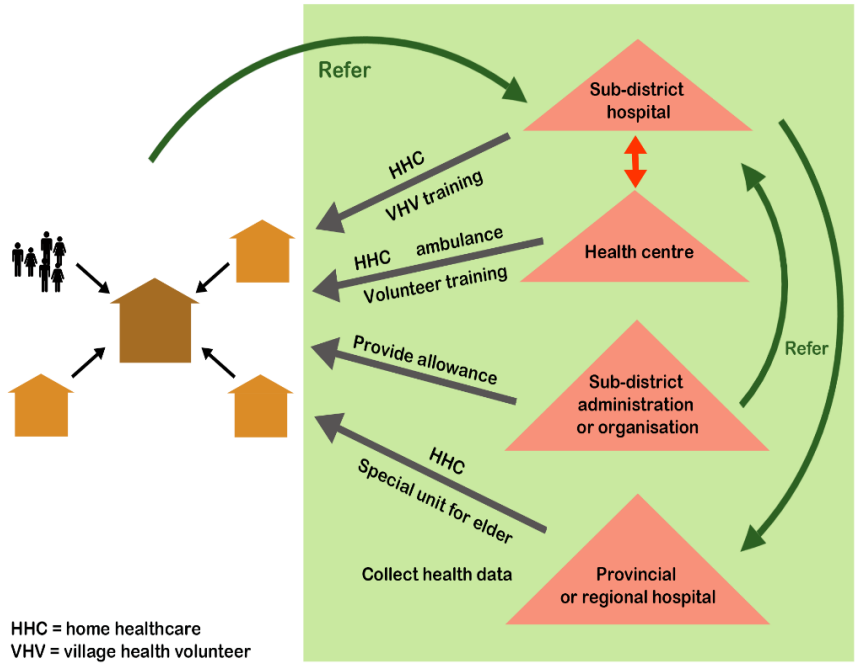 Refer
Sub-district
hospital
HHC
VHV training
HHC ambulance
Volunteer training
Health centre
Provide allowance
Refer
Sub-district
administration
or organisation
HHC
Special unit for elder
Collect health data
Provincial
or regional hospital
HHC = home healthcare
VHV = village health volunteer